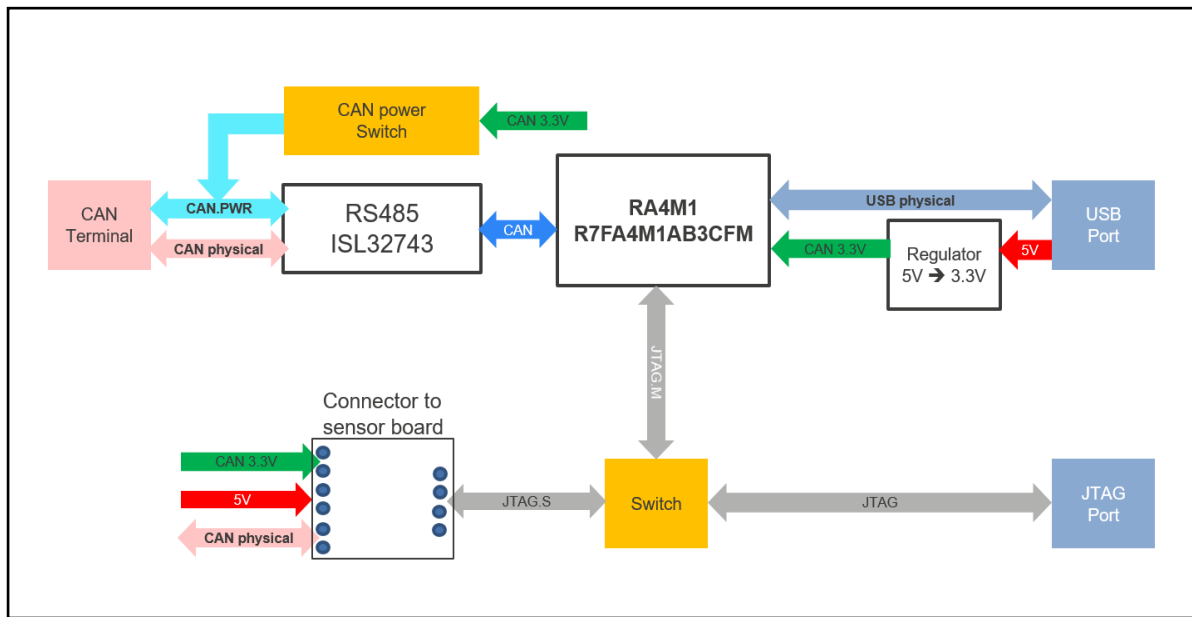 CAN power
Switch
CAN 3.3V
CAN
Terminal
CAN.PWR
CAN physical
RS485
ISL32743
CAN
RA4M1
R7FA4M1AB3CFM
USB physical
USB
Port
CAN 3.3V
Regulator
5V ➔ 3.3V
5V
JTAG.M
Connector to
sensor board
CAN 3.3V
5V
CAN physical
JTAG.S
Switch
JTAG
JTAG
Port